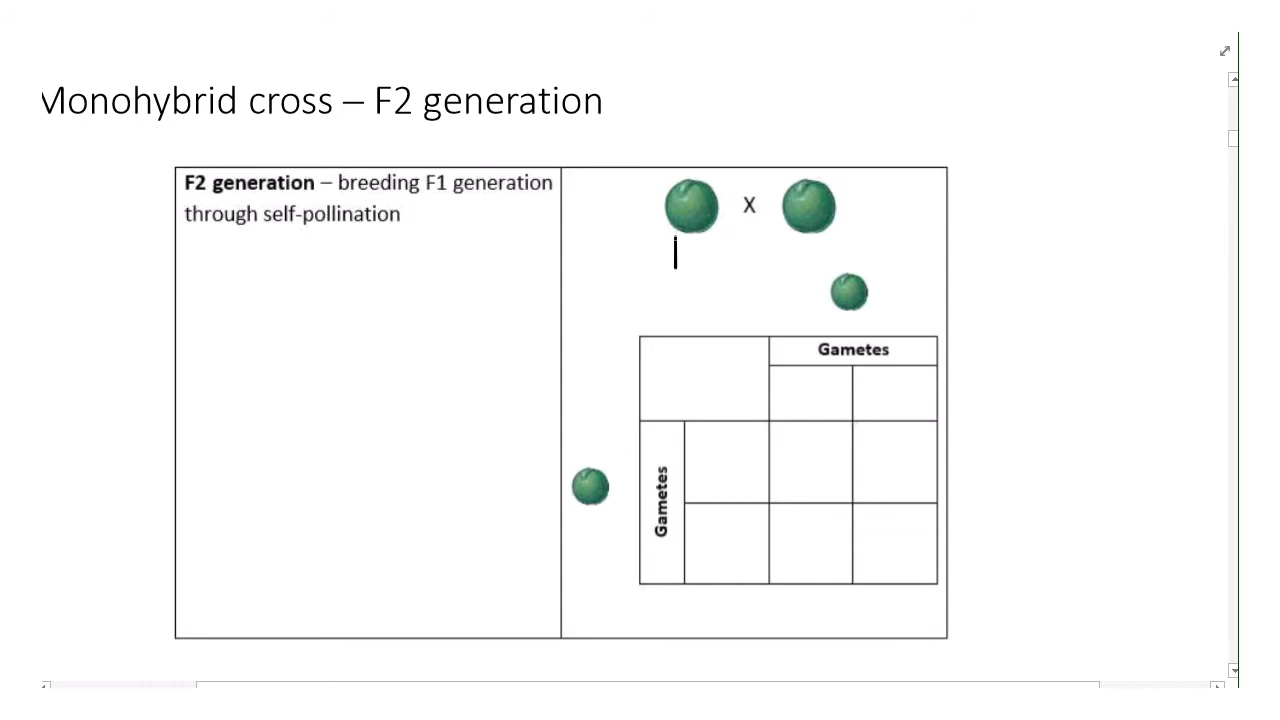 Monohybrid cross – F2 generation
F2 generation – breeding F1 generation
through self-pollination
X
Gametes
Gametes